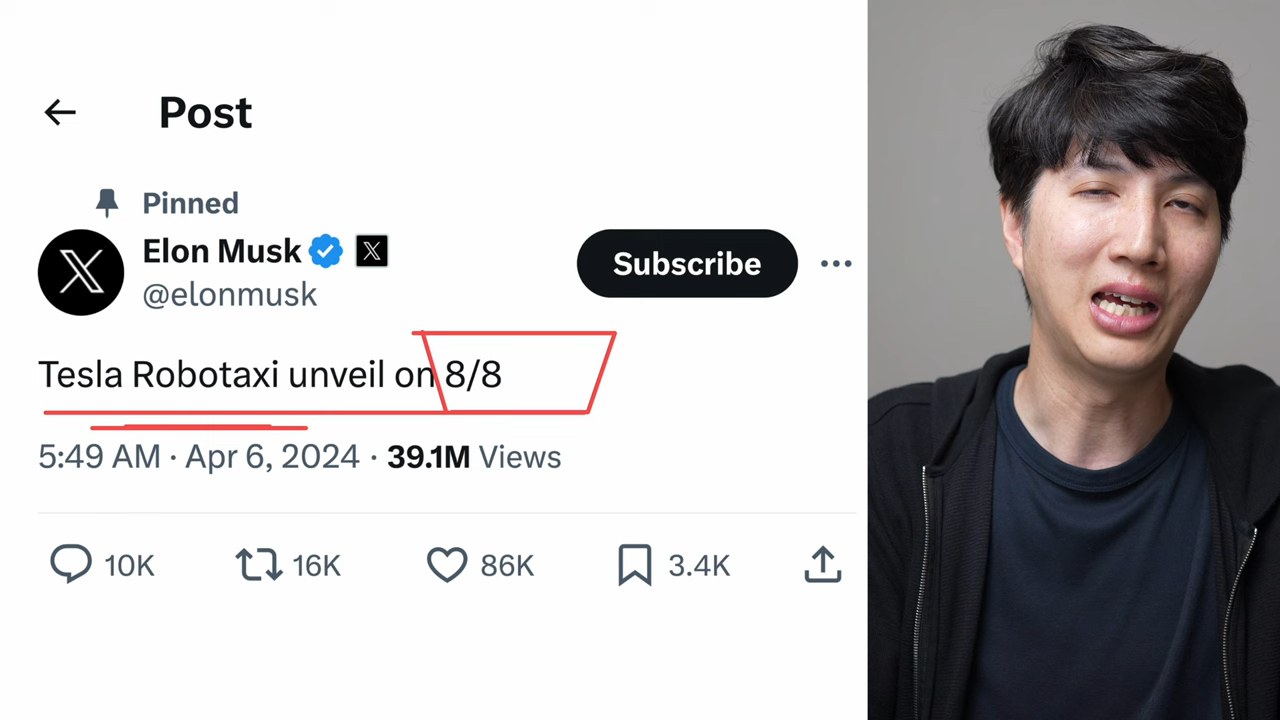 Post
Pinned
Elon Musk
@elonmusk
Subscribe
Tesla Robotaxi unveil on 8/8
5:49 AM · Apr 6, 2024 · 39.1M Views
10K 16K 86K 3.4K